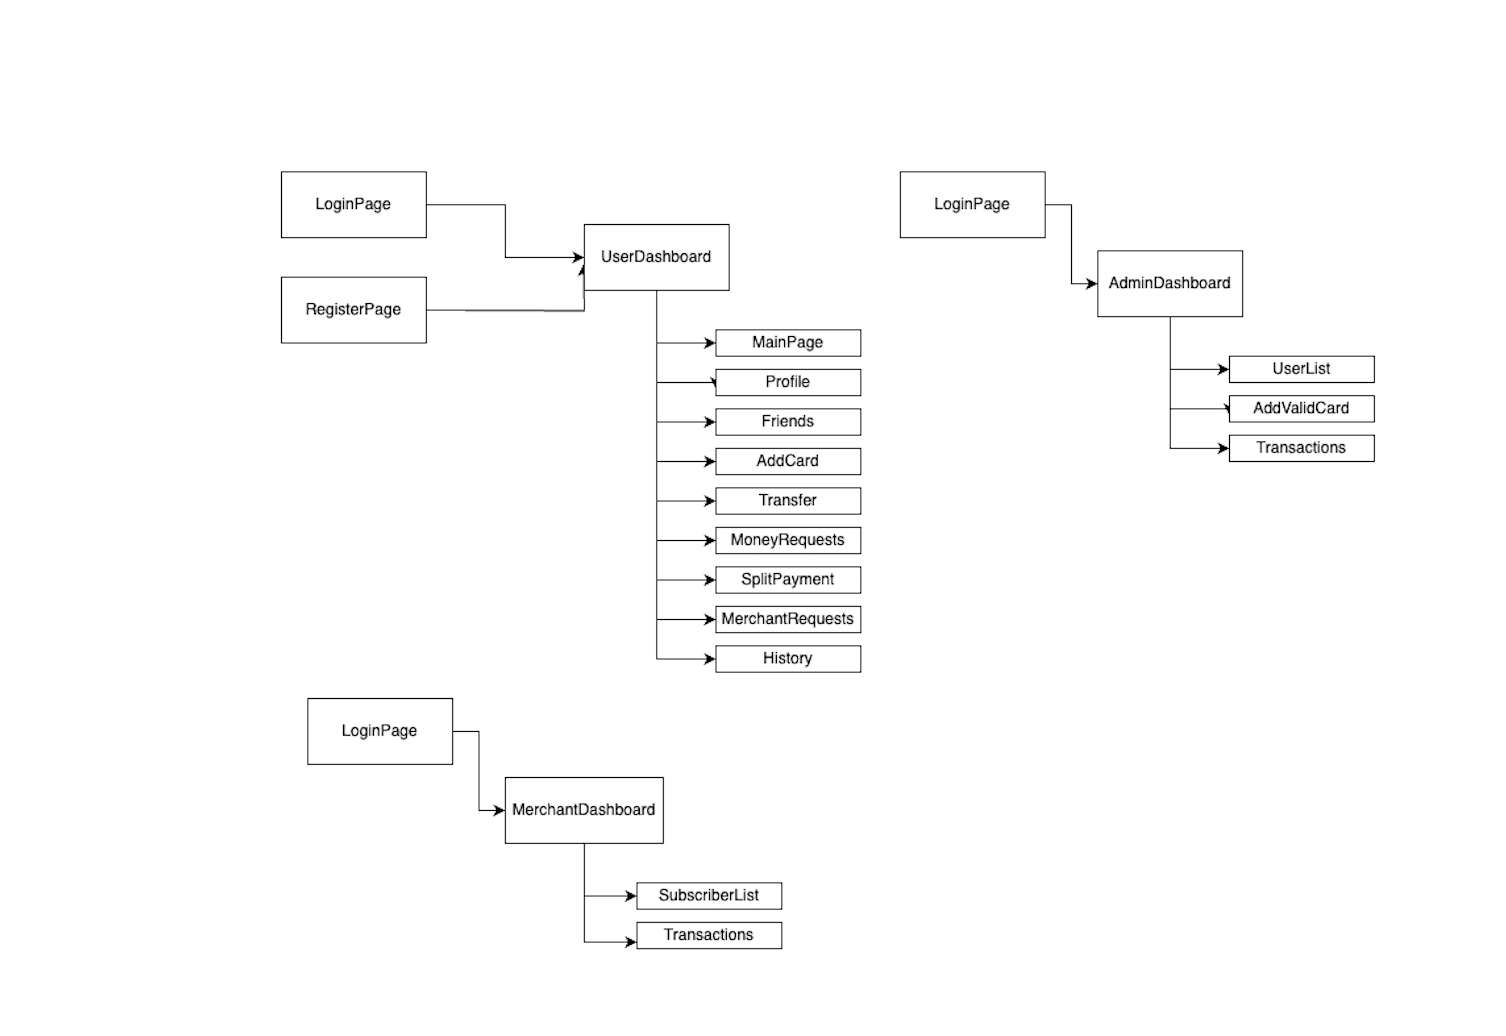 LoginPage
RegisterPage
UserDashboard
MainPage
Profile
Friends
AddCard
Transfer
MoneyRequests
SplitPayment
MerchantRequests
History
LoginPage
AdminDashboard
UserList
AddValidCard
Transactions
LoginPage
MerchantDashboard
SubscriberList
Transactions